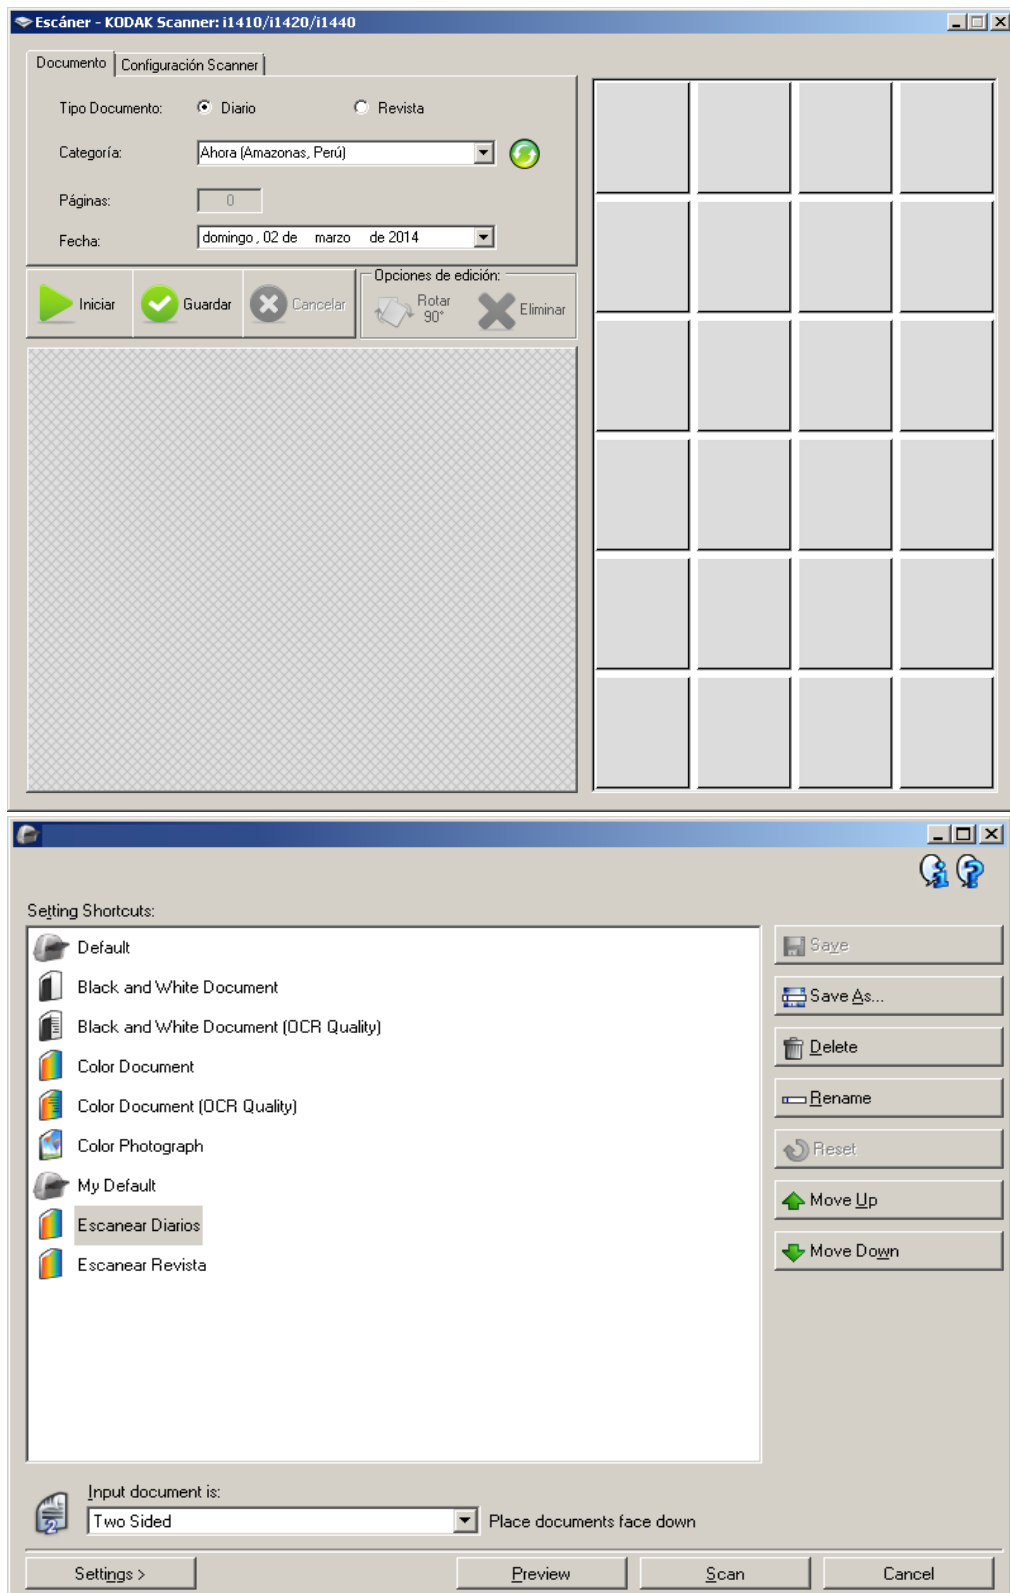 Escáner - KODAK Scanner: i1410/i1420/i1440
Documento Configuración Scanner
Tipo Documento: Diario Revista
Categoría: Ahora (Amazonas, Perú)
Páginas: 0
Fecha: domingo , 02 de marzo de 2014
Opciones de edición:
Iniciar Guardar Cancelar Rotar 90° Eliminar
Setting Shortcuts:
Default
Black and White Document
Black and White Document (OCR Quality)
Color Document
Color Document (OCR Quality)
Color Photograph
My Default
Escanear Diarios
Escanear Revista
Save
Save As...
Delete
Rename
Reset
Move Up
Move Down
Input document is:
2 Two Sided Place documents face down
Settings > Preview Scan Cancel